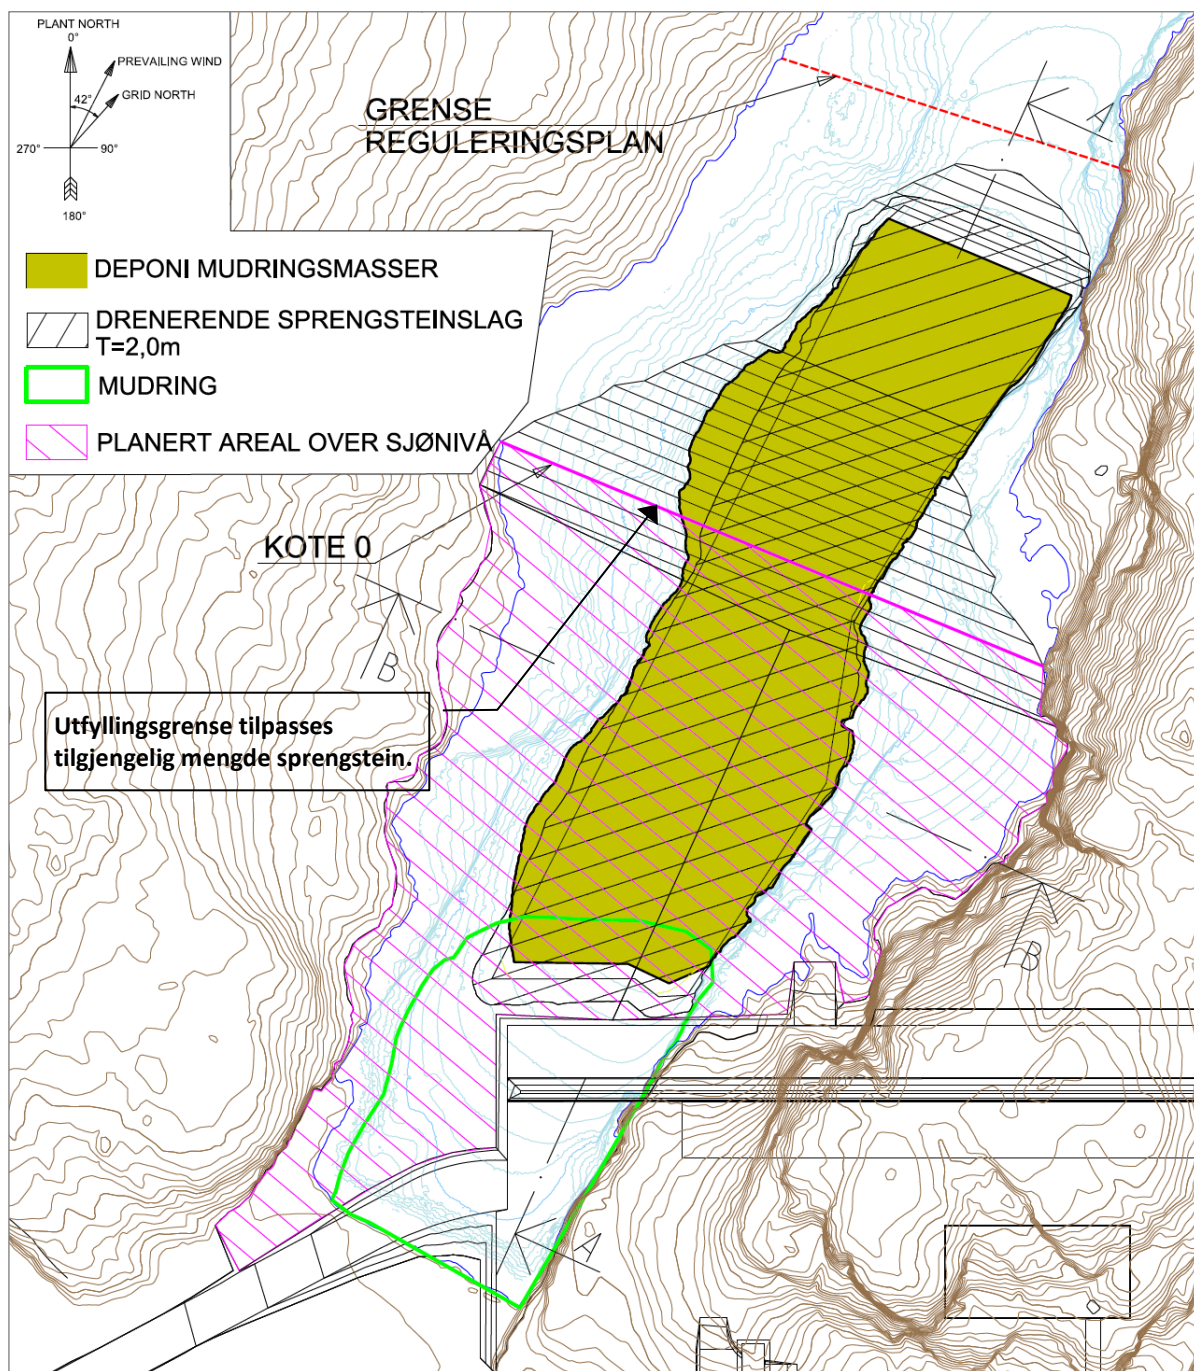 PLANT NORTH
0°
PREVAILING WIND
GRID NORTH
42°
270°
90°
180°
GRENSE
REGULERINGSPLAN
A
DEPONI MUDRINGSMASSER
DRENERENDE SPRENGSTEINSLAG
T=2,0m
MUDRING
PLANERT AREAL OVER SJØNIVÅ
KOTE 0
B
Utfyllingsgrense tilpasses
tilgjengelig mengde sprengstein.
B
A